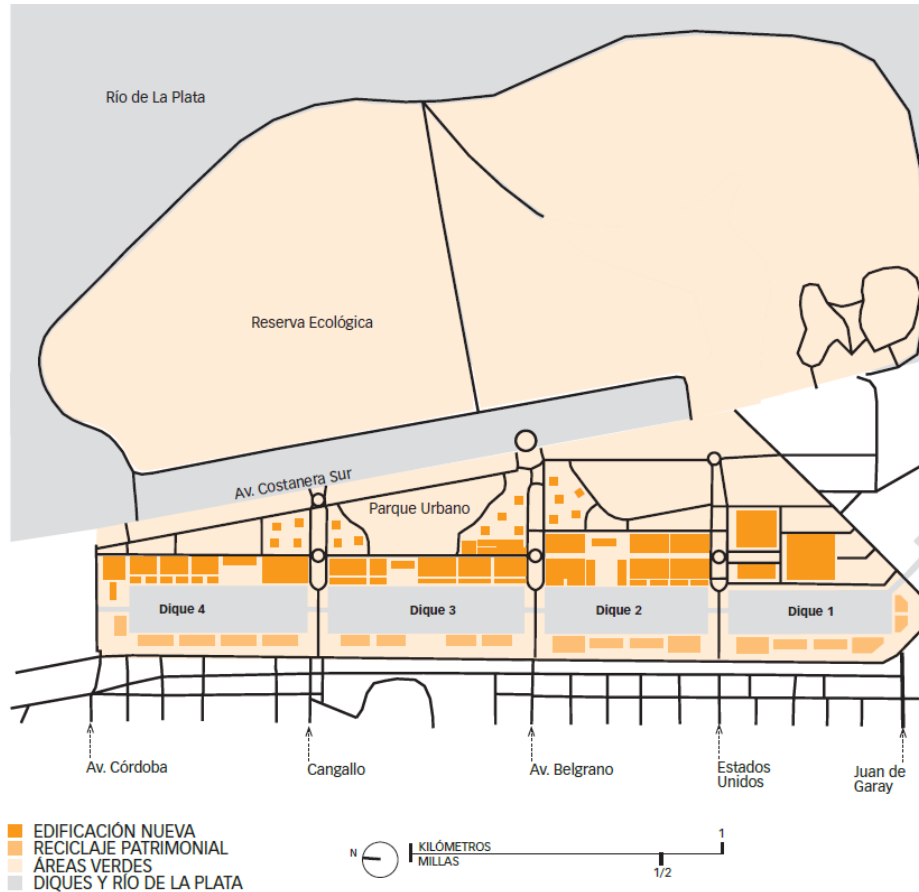 Río de La Plata
Reserva Ecológica
Av. Costanera Sur
Parque Urbano
Dique 4
Dique 3
Dique 2
Dique 1
Av. Córdoba
Cangallo
Av. Belgrano
Estados
Unidos
Juan de
Garay
EDIFICACIÓN NUEVA
RECICLAJE PATRIMONIAL
ÁREAS VERDES
DIQUES Y RÍO DE LA PLATA
N
KILÓMETROS
1
MILLAS
1/2